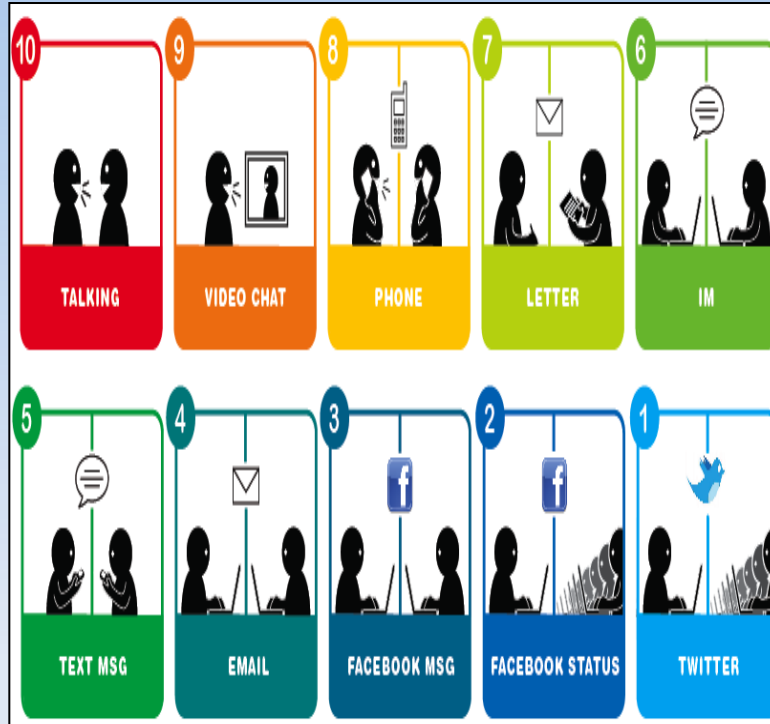 10
TALKING
9
VIDEO CHAT
8
PHONE
7
LETTER
6
IM
5
TEXT MSG
4
EMAIL
3
f
FACEBOOK MSG
2
f
FACEBOOK STATUS
1
TWITTER